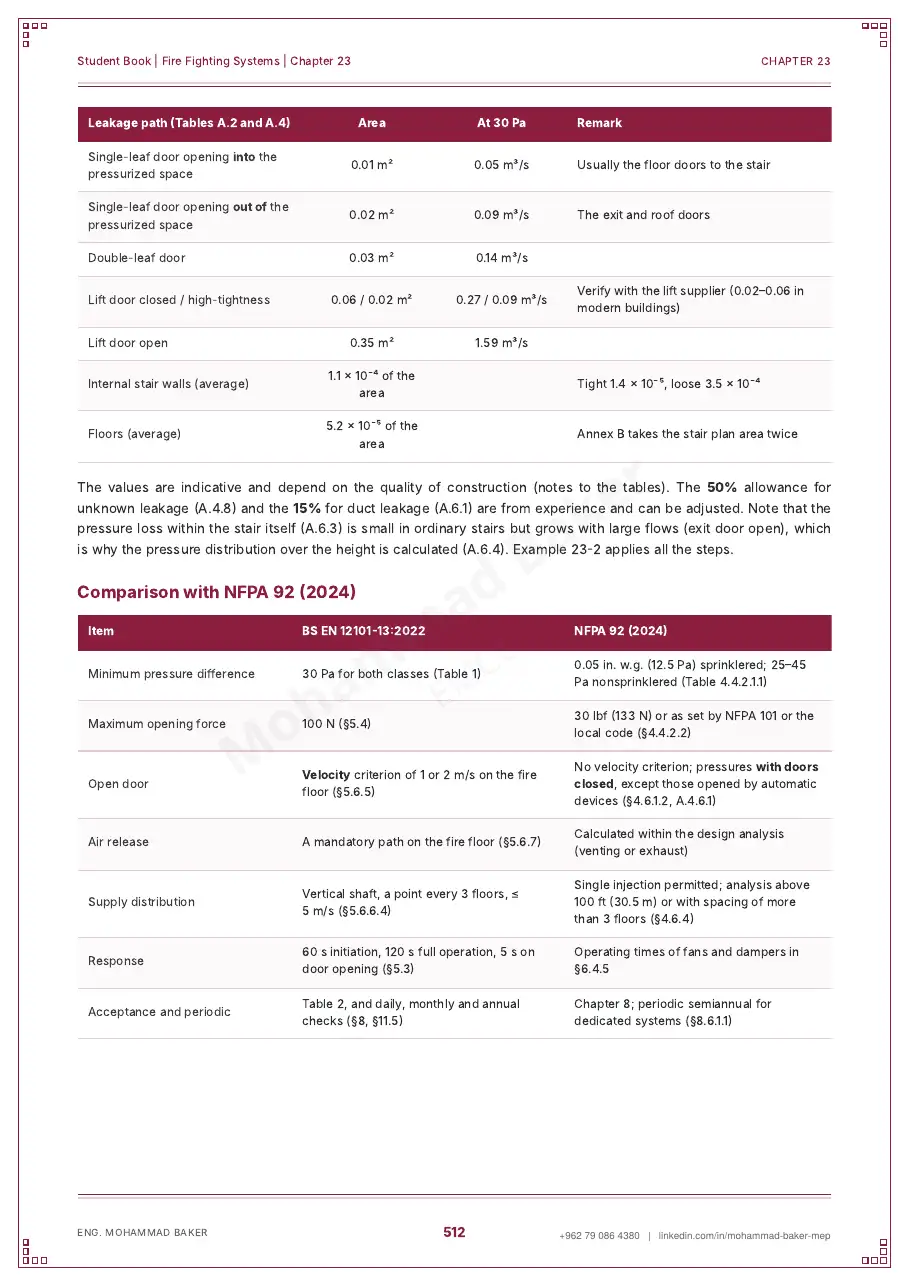 Student Book | Fire Fighting Systems | Chapter 23
CHAPTER 23
Leakage path (Tables A.2 and A.4) Area At 30 Pa Remark
Single-leaf door opening into the
pressurized space
0.01 m² 0.05 m³/s Usually the floor doors to the stair
Single-leaf door opening out of the
pressurized space
0.02 m² 0.09 m³/s The exit and roof doors
Double-leaf door 0.03 m² 0.14 m³/s
Lift door closed / high-tightness 0.06 / 0.02 m² 0.27 / 0.09 m³/s
Verify with the lift supplier (0.02–0.06 in
modern buildings)
Lift door open 0.35 m² 1.59 m³/s
Internal stair walls (average)
1.1 × 10⁻⁴ of the
area
Tight 1.4 × 10⁻⁵, loose 3.5 × 10⁻⁴
Floors (average)
5.2 × 10⁻⁵ of the
area
Annex B takes the stair plan area twice
The values are indicative and depend on the quality of construction (notes to the tables). The 50% allowance for
unknown leakage (A.4.8) and the 15% for duct leakage (A.6.1) are from experience and can be adjusted. Note that the
pressure loss within the stair itself (A.6.3) is small in ordinary stairs but grows with large flows (exit door open), which
is why the pressure distribution over the height is calculated (A.6.4). Example 23-2 applies all the steps.
Comparison with NFPA 92 (2024)
Item BS EN 12101-13:2022 NFPA 92 (2024)
Minimum pressure difference 30 Pa for both classes (Table 1)
0.05 in. w.g. (12.5 Pa) sprinklered; 25–45
Pa nonsprinklered (Table 4.4.2.1.1)
Maximum opening force 100 N (§5.4)
30 lbf (133 N) or as set by NFPA 101 or the
local code (§4.4.2.2)
Open door
Velocity criterion of 1 or 2 m/s on the fire
floor (§5.6.5)
No velocity criterion; pressures with doors
closed, except those opened by automatic
devices (§4.6.1.2, A.4.6.1)
Air release A mandatory path on the fire floor (§5.6.7)
Calculated within the design analysis
(venting or exhaust)
Supply distribution
Vertical shaft, a point every 3 floors, ≤
5 m/s (§5.6.6.4)
Single injection permitted; analysis above
100 ft (30.5 m) or with spacing of more
than 3 floors (§4.6.4)
Response
60 s initiation, 120 s full operation, 5 s on
door opening (§5.3)
Operating times of fans and dampers in
§6.4.5
Acceptance and periodic
Table 2, and daily, monthly and annual
checks (§8, §11.5)
Chapter 8; periodic semiannual for
dedicated systems (§8.6.1.1)
Mohammad Baker
ENG. MOHAMMAD BAKER
512
+962 79 086 4380 | linkedin.com/in/mohammad-baker-mep